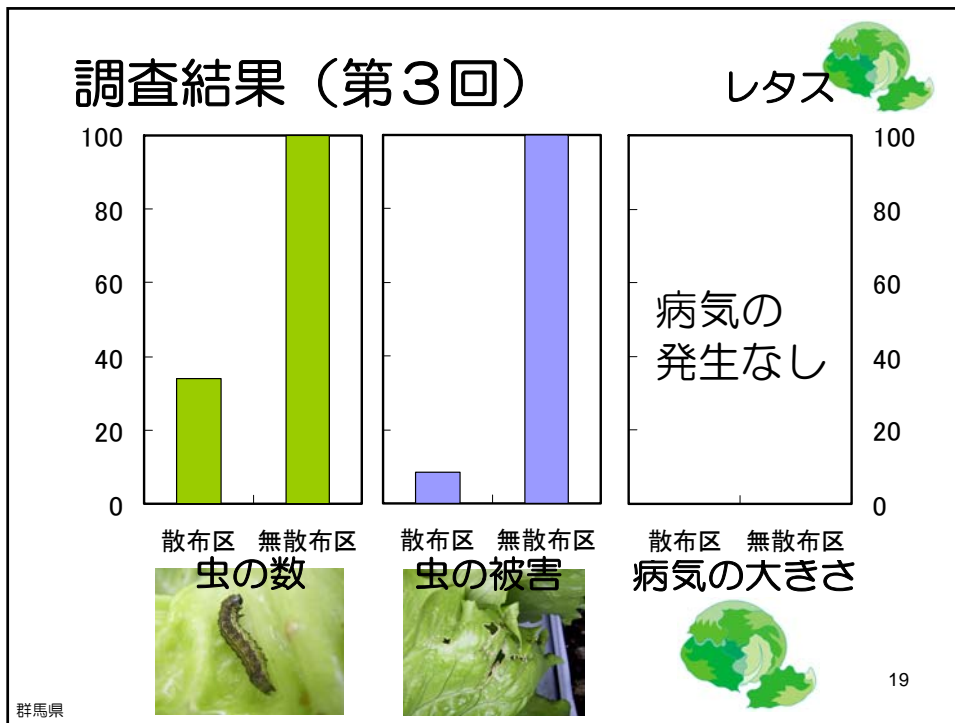 調査結果（第３回）
レタス
100
80
60
40
20
0
病気の
発生なし
100
80
60
40
20
0
散布区 無散布区
散布区 無散布区
散布区 無散布区
虫の数
虫の被害
病気の大きさ
19
群馬県